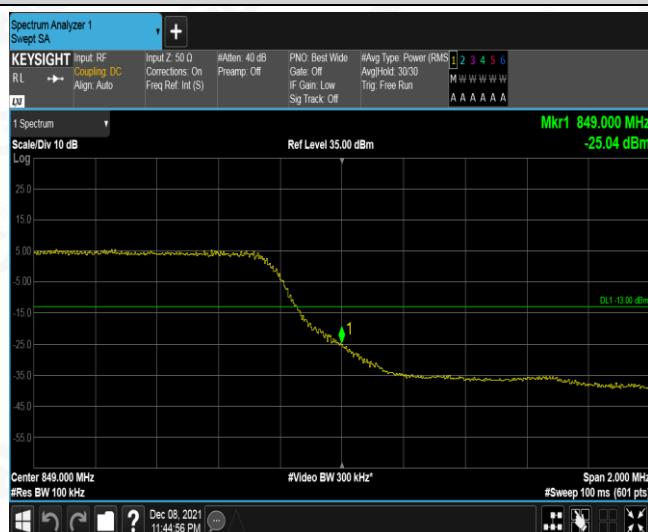 Spectrum Analyzer 1
Swept SA
+
KEYSIGHT Input: RF Input Z: 50 Ω #Atten: 40 dB PNO: Best Wide #Avg Type: Power (RMS 1 2 3 4 5 6
RL Coupling: DC Corrections: On Preamp: Off Gate: Off Avg|Hold: 30/30 M W W W W W
Align: Auto Freq Ref: Int (S) IF Gain: Low Trig: Free Run
Sig Track: Off A A A A A A
LXI
1 Spectrum Mkr1 849.000 MHz
Scale/Div 10 dB Ref Level 35.00 dBm -25.04 dBm
Log
25.0
15.0
5.00
-5.00
DL1 -13.00 dBm
-15.0
1
-25.0
-35.0
-45.0
-55.0
Center 849.000 MHz #Video BW 300 kHz* Span 2.000 MHz
#Res BW 100 kHz #Sweep 100 ms (601 pts)
? Dec 08, 2021
11:44:56 PM